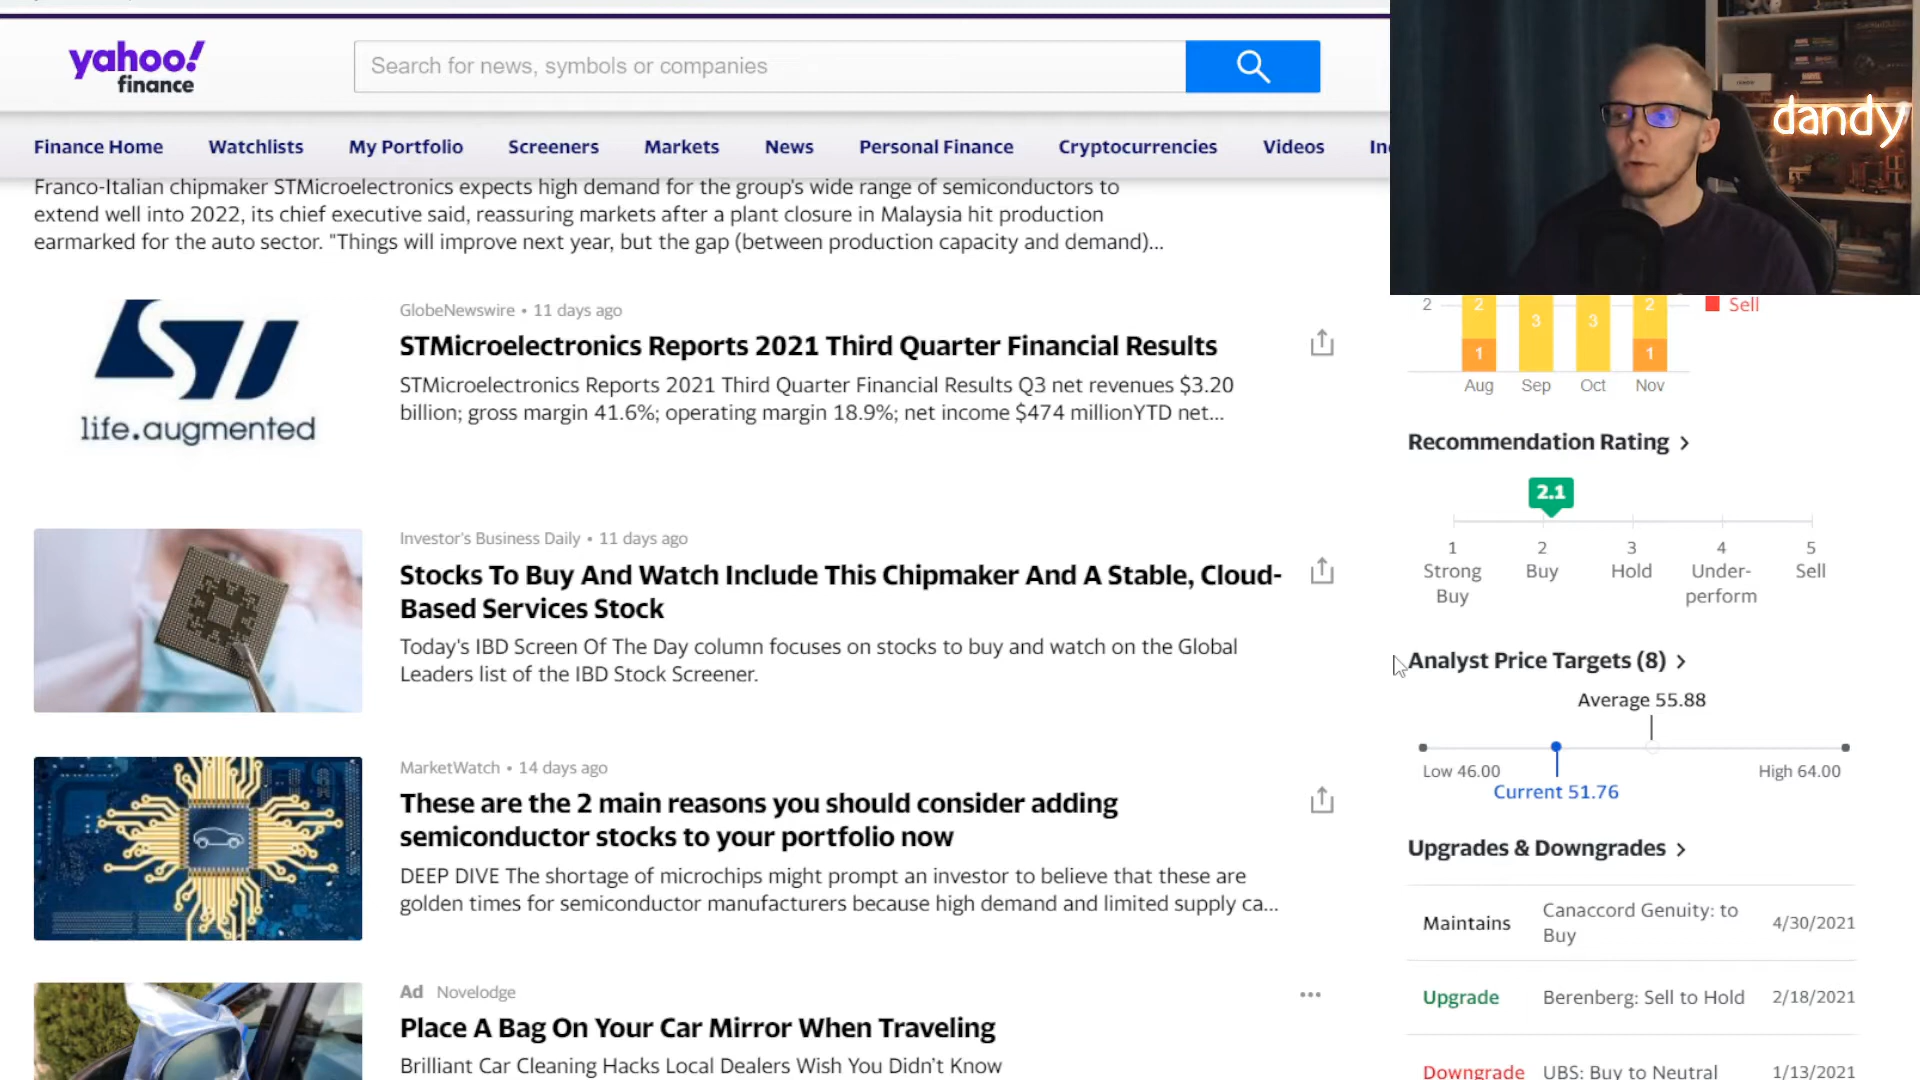 yahoo!
finance
Search for news, symbols or companies
dandy
Finance Home
Watchlists
My Portfolio
Screeners
Markets
News
Personal Finance
Cryptocurrencies
Videos
Franco-Italian chipmaker STMicroelectronics expects high demand for the group's wide range of semiconductors to
extend well into 2022, its chief executive said, reassuring markets after a plant closure in Malaysia hit production
earmarked for the auto sector. "Things will improve next year, but the gap (between production capacity and demand)...
ST
life.augmented
GlobeNewswire • 11 days ago
STMicroelectronics Reports 2021 Third Quarter Financial Results
STMicroelectronics Reports 2021 Third Quarter Financial Results Q3 net revenues $3.20
billion; gross margin 41.6%; operating margin 18.9%; net income $474 millionYTD net...
Investor's Business Daily • 11 days ago
Stocks To Buy And Watch Include This Chipmaker And A Stable, Cloud-
Based Services Stock
Today's IBD Screen Of The Day column focuses on stocks to buy and watch on the Global
Leaders list of the IBD Stock Screener.
MarketWatch • 14 days ago
These are the 2 main reasons you should consider adding
semiconductor stocks to your portfolio now
DEEP DIVE The shortage of microchips might prompt an investor to believe that these are
golden times for semiconductor manufacturers because high demand and limited supply ca...
Ad Novelodge
Place A Bag On Your Car Mirror When Traveling
Brilliant Car Cleaning Hacks Local Dealers Wish You Didn't Know
2 2 3 3 2 Sell
1 1
Aug Sep Oct Nov
Recommendation Rating >
2.1
1 2 3 4 5
Strong Buy Hold Under- Sell
Buy perform
Analyst Price Targets (8) >
Average 55.88
Low 46.00 High 64.00
Current 51.76
Upgrades & Downgrades >
Maintains Canaccord Genuity: to 4/30/2021
Buy
Upgrade Berenberg: Sell to Hold 2/18/2021
Downgrade UBS: Buy to Neutral 1/13/2021